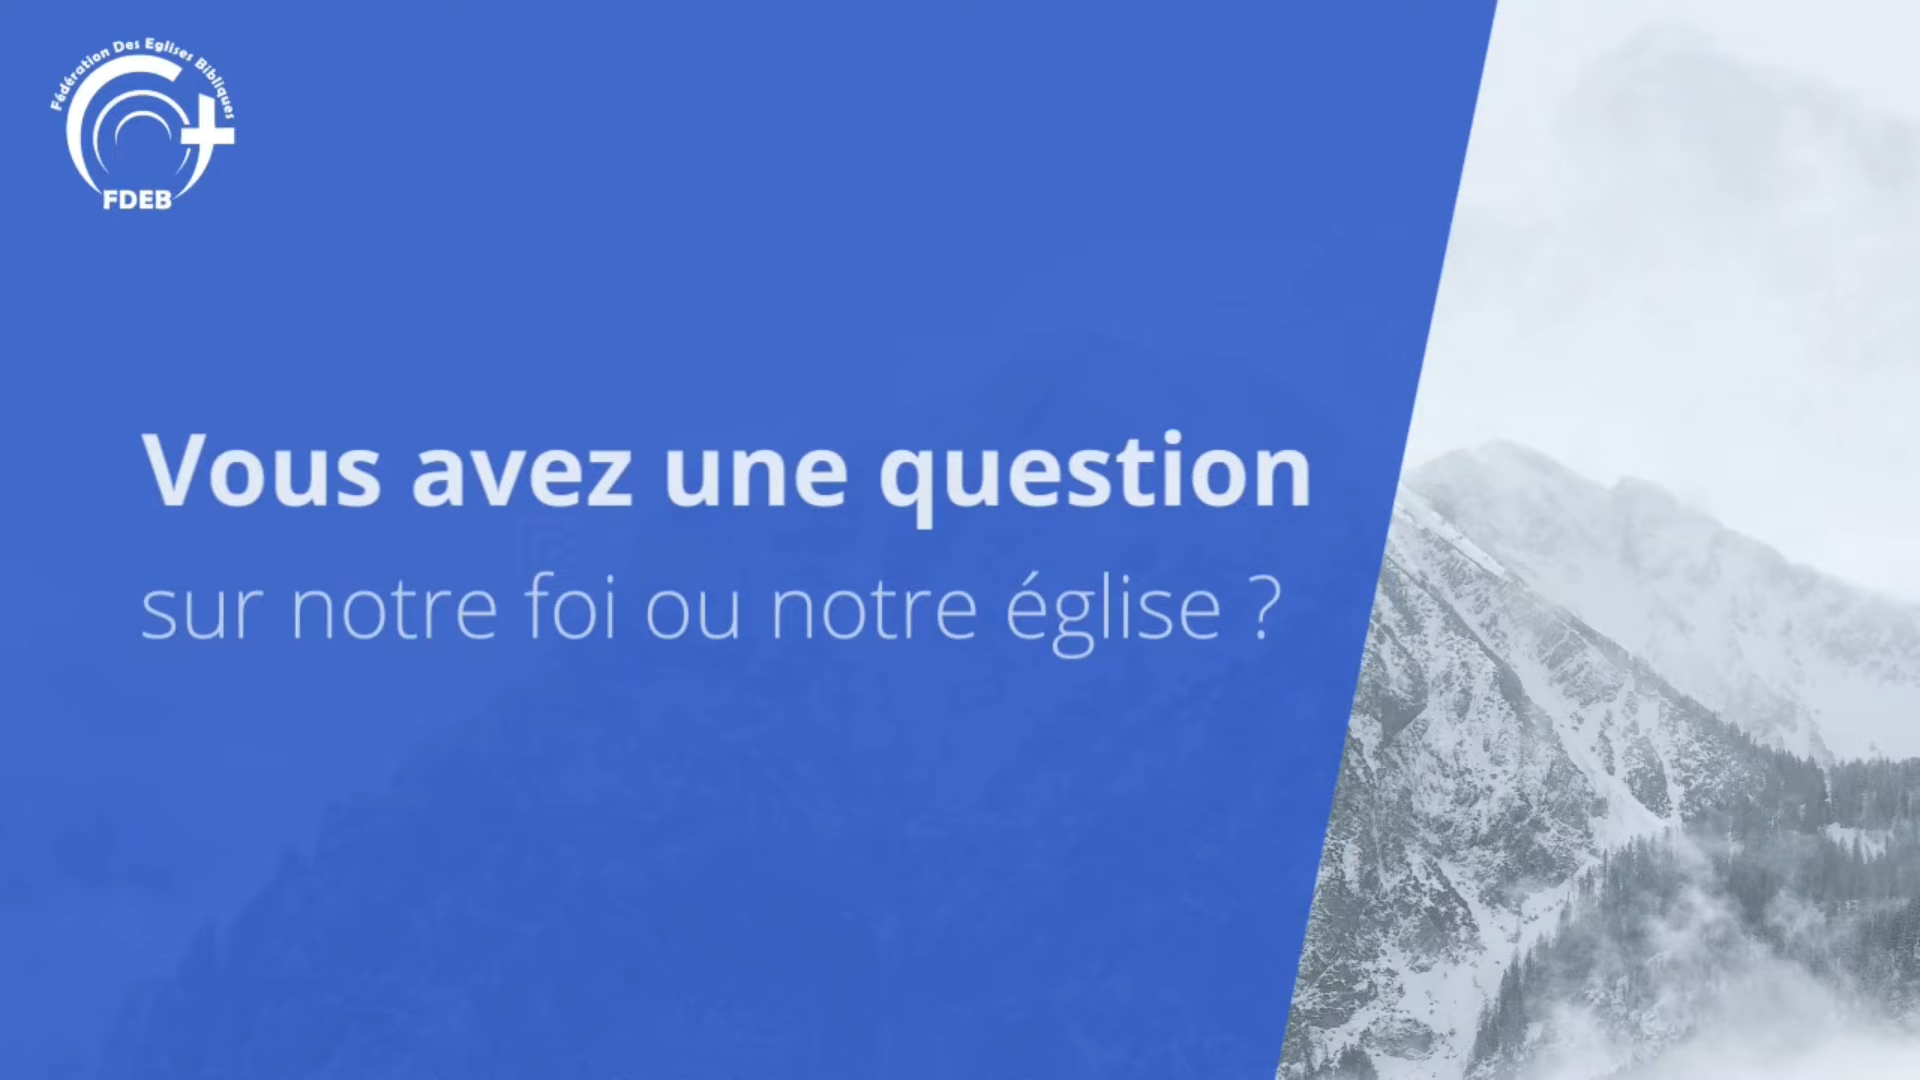 Fédération Des Eglises Bibliques
FDEB
Vous avez une question
sur notre foi ou notre église ?